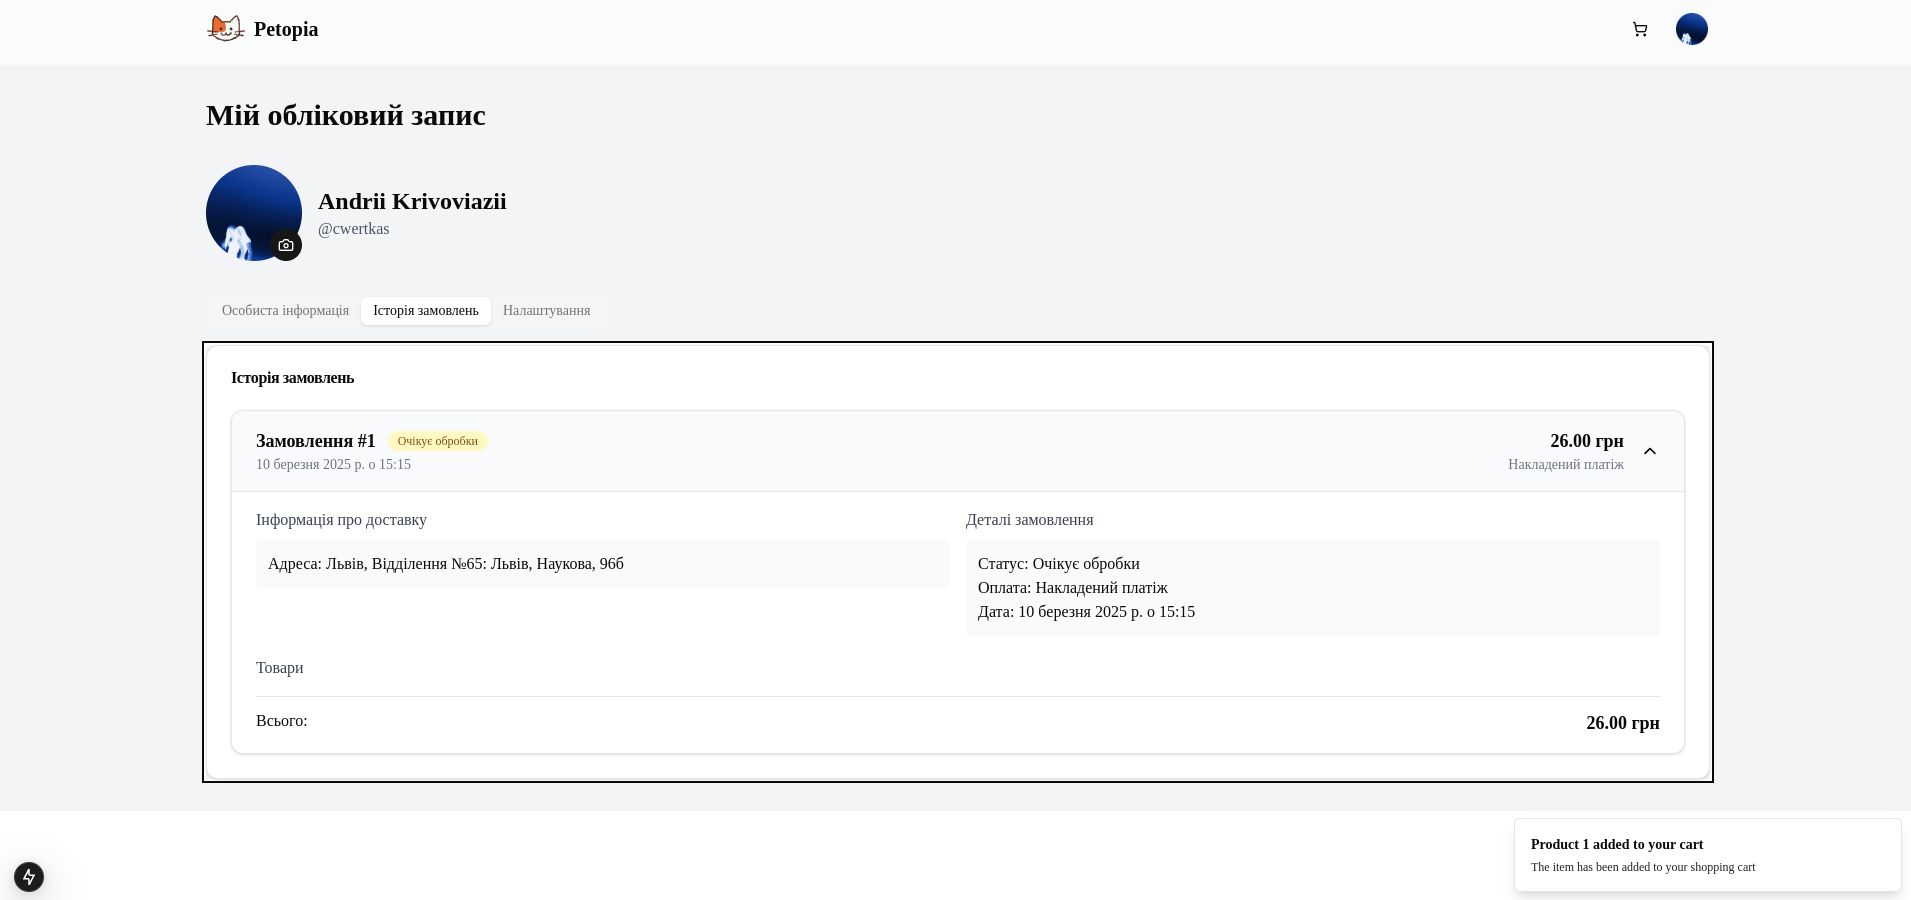 Petopia
Мій обліковий запис
Andrii Krivoviazii
@cwertkas
Особиста інформація
Історія замовлень
Налаштування
Історія замовлень
Замовлення #1
Очікує обробки
26.00 грн
10 березня 2025 р. о 15:15
Накладений платіж
Інформація про доставку
Адреса: Львів, Відділення №65: Львів, Наукова, 96б
Деталі замовлення
Статус: Очікує обробки
Оплата: Накладений платіж
Дата: 10 березня 2025 р. о 15:15
Товари
Всього:
26.00 грн
Product 1 added to your cart
The item has been added to your shopping cart